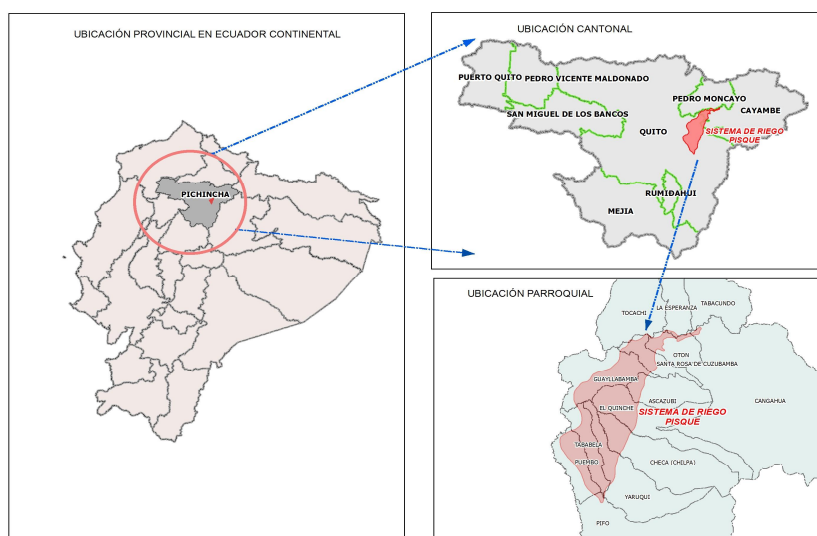 UBICACIÓN PROVINCIAL EN ECUADOR CONTINENTAL
PICHINCHA
UBICACIÓN CANTONAL
PUERTO QUITO
PEDRO VICENTE MALDONADO
PEDRO MONCAYO
CAYAMBE
SAN MIGUEL DE LOS BANCOS
QUITO
SISTEMA DE RIEGO
PISQUE
RUMIÐAHUI
MEJIA
UBICACIÓN PARROQUIAL
TOCACHI
LA ESPERANZA
TABACUNDO
OTON
SANTA ROSA DE CUZUBAMBA
GUAYLLABAMBA
ASCAZUBI
CANGAHUA
EL QUINCHE
SISTEMA DE RIEGO
PISQUE
TABABELA
PUEMBO
CHECA (CHILPA)
YARUQUI
PIFO